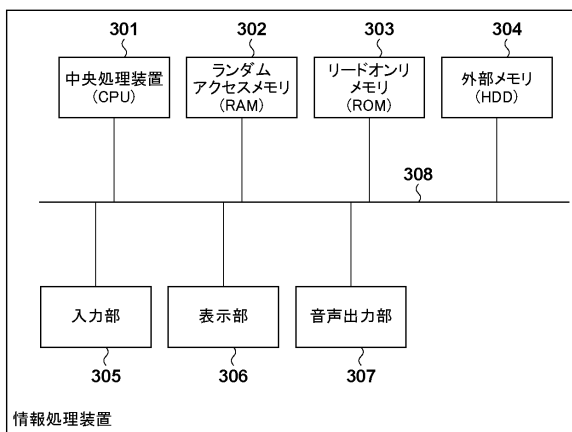 301
302
303
304
中央処理装置
(CPU)
ランダム
アクセスメモリ
(RAM)
リードオンリ
メモリ
(ROM)
外部メモリ
(HDD)
308
入力部
表示部
音声出力部
305
306
307
情報処理装置